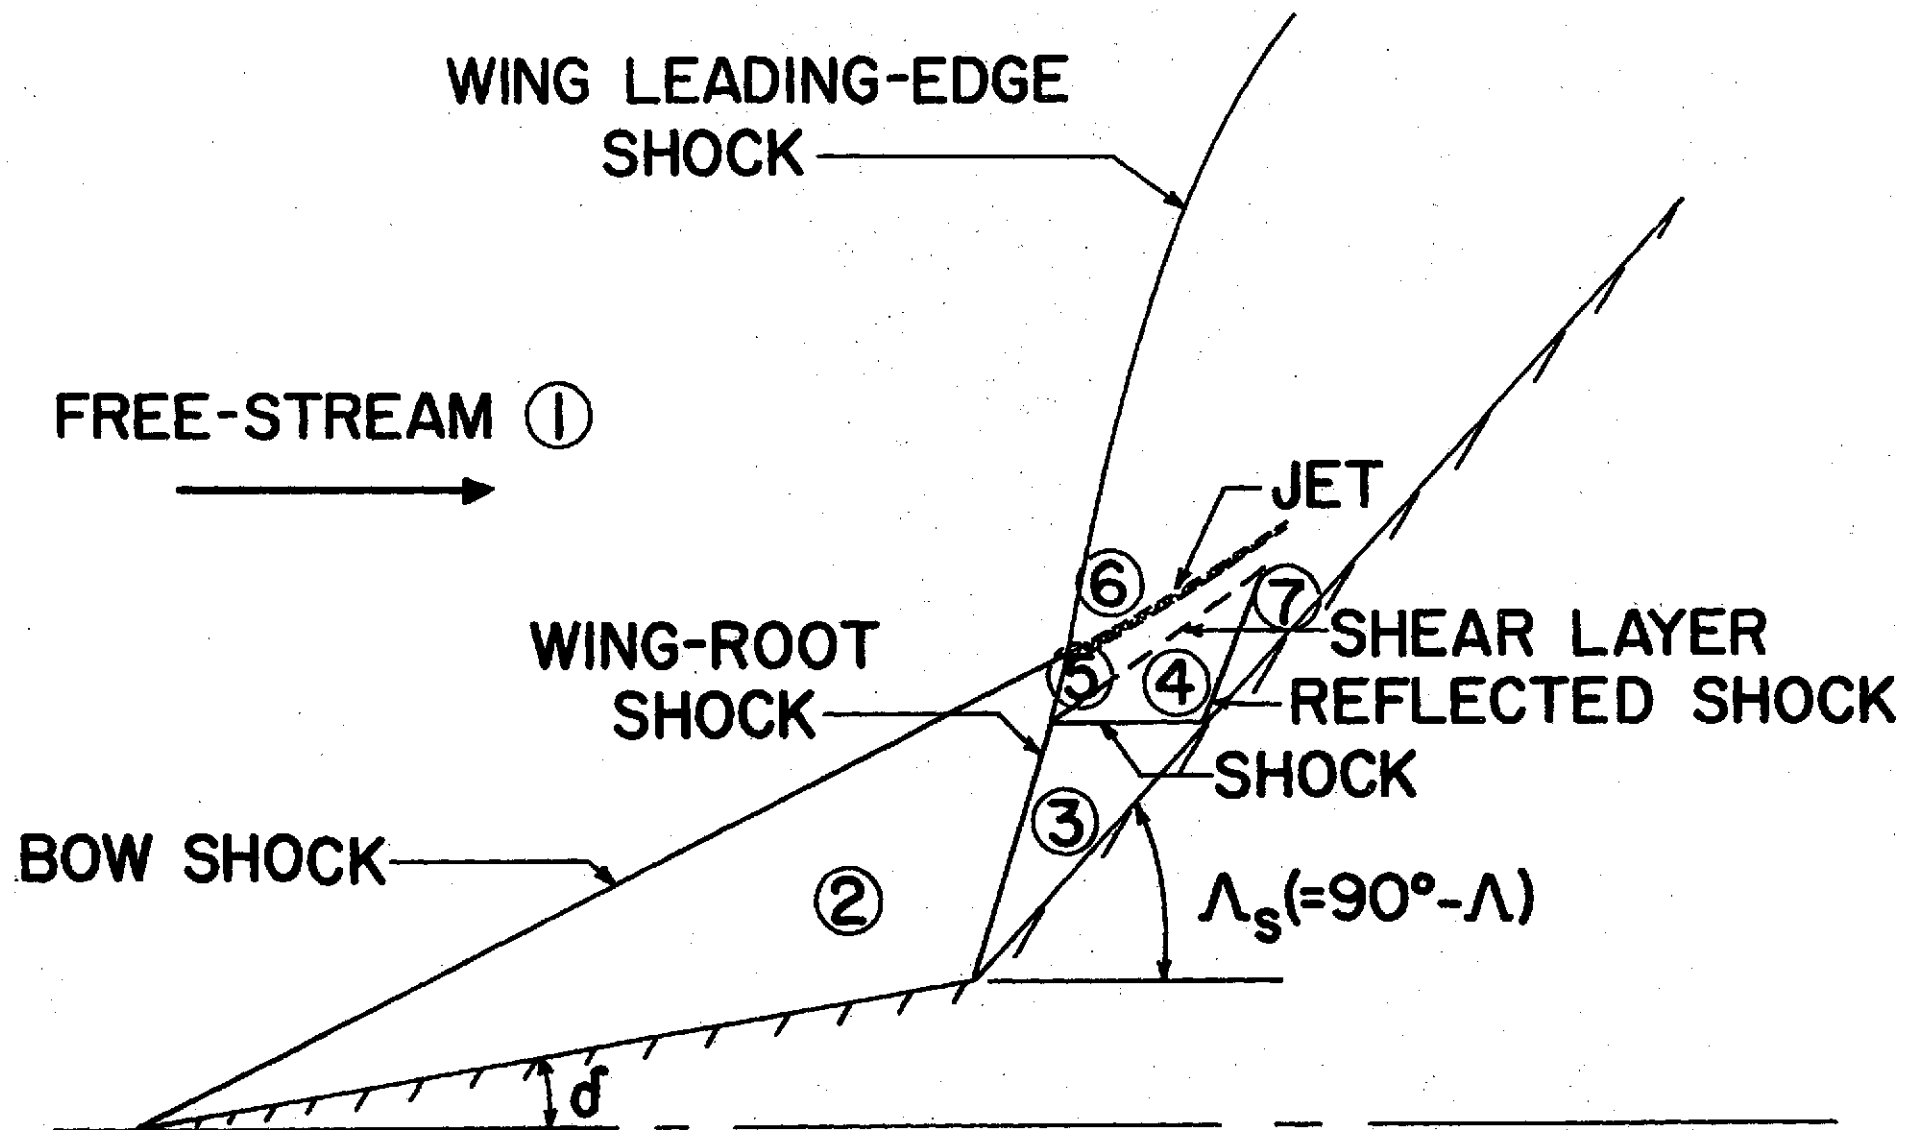 WING LEADING-EDGE
SHOCK
FREE-STREAM ①
JET
⑥
⑦
WING-ROOT
SHOCK
SHEAR LAYER
⑤
④
REFLECTED SHOCK
SHOCK
③
BOW SHOCK
②
Λs(=90°-Λ)
δ